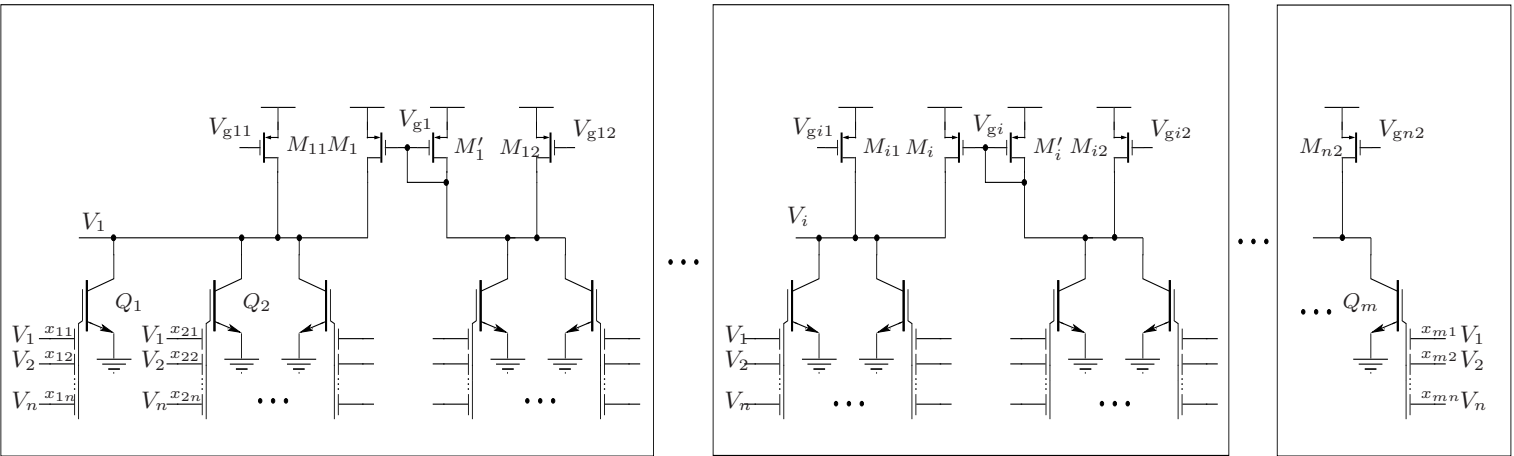 V_g11 M_11 M_1 V_g1 M'_1 M_12 V_g12
V_gi1 M_i1 M_i V_gi M'_i M_i2 V_gi2
M_n2 V_gn2
V_1
V_i
Q_1 Q_2
Q_m
V_1 x_11 V_1 x_21
V_2 x_12 V_2 x_22
V_n x_1n V_n x_2n
V_1
V_2
V_n
x_m1 V_1
x_m2 V_2
x_mn V_n